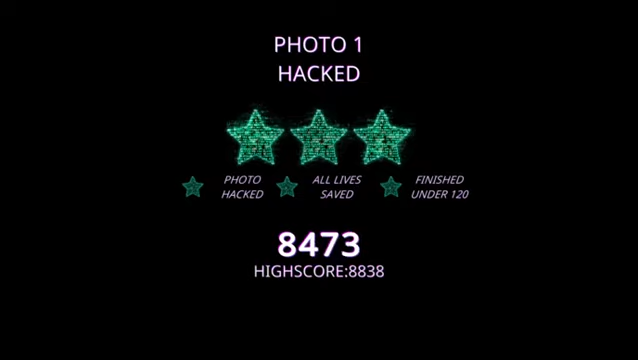 PHOTO 1
HACKED
PHOTO
HACKED
ALL LIVES
SAVED
FINISHED
UNDER 120
8473
HIGHSCORE:8838